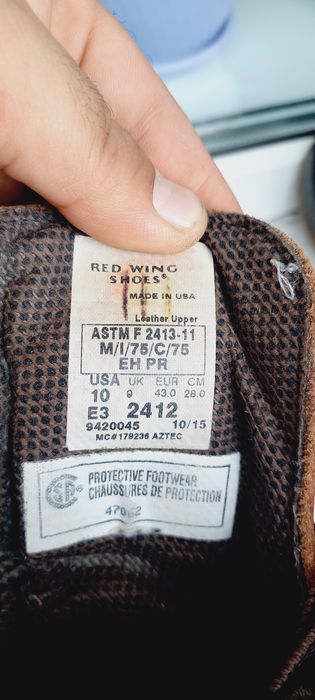 RED WING
SHOES®
MADE IN USA
Leather Upper
ASTM F 2413-11
M/I/75/C/75
EH PR
USA UK EUR CM
10 9 43.0 28.0
E3 2412
9420045 10/15
MC#179236 AZTEC
PROTECTIVE FOOTWEAR
CHAUSSURES DE PROTECTION